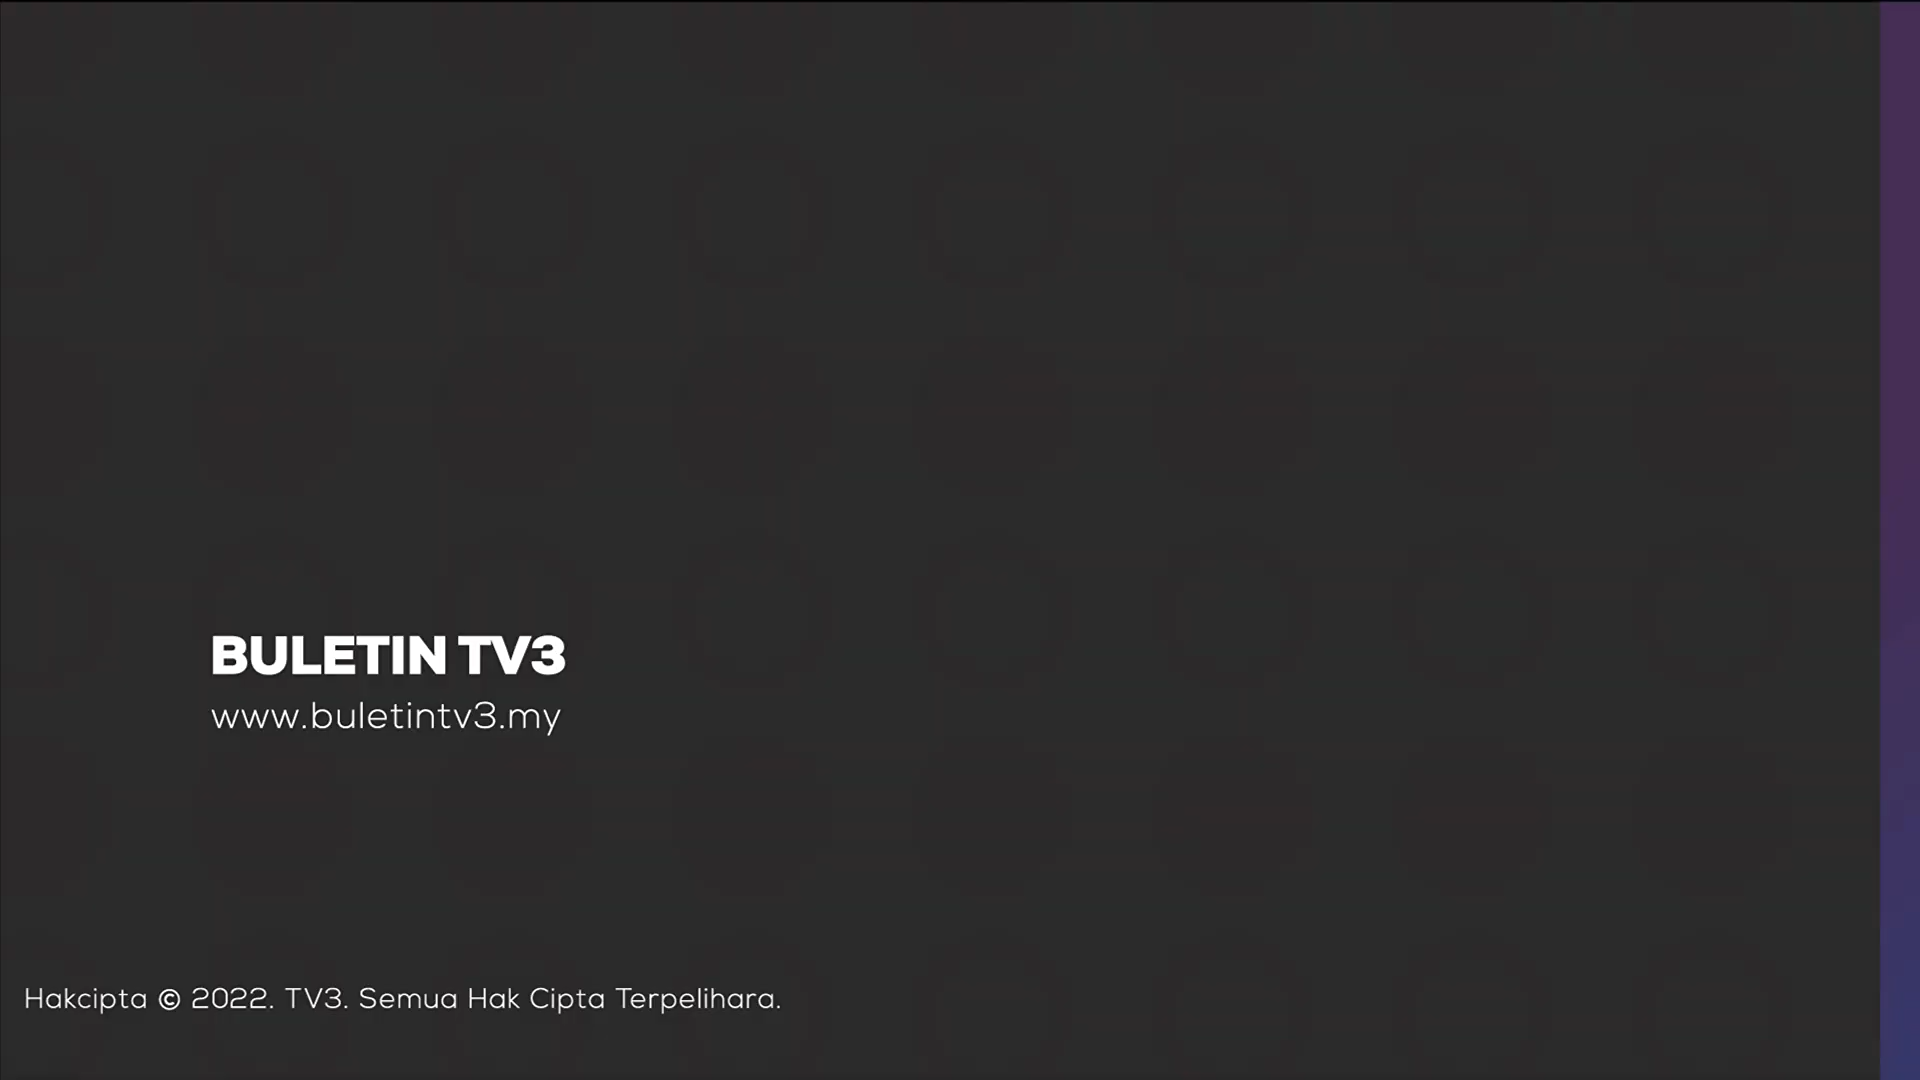 BULETIN TV3
www.buletintv3.my
Hakcipta © 2022. TV3. Semua Hak Cipta Terpelihara.